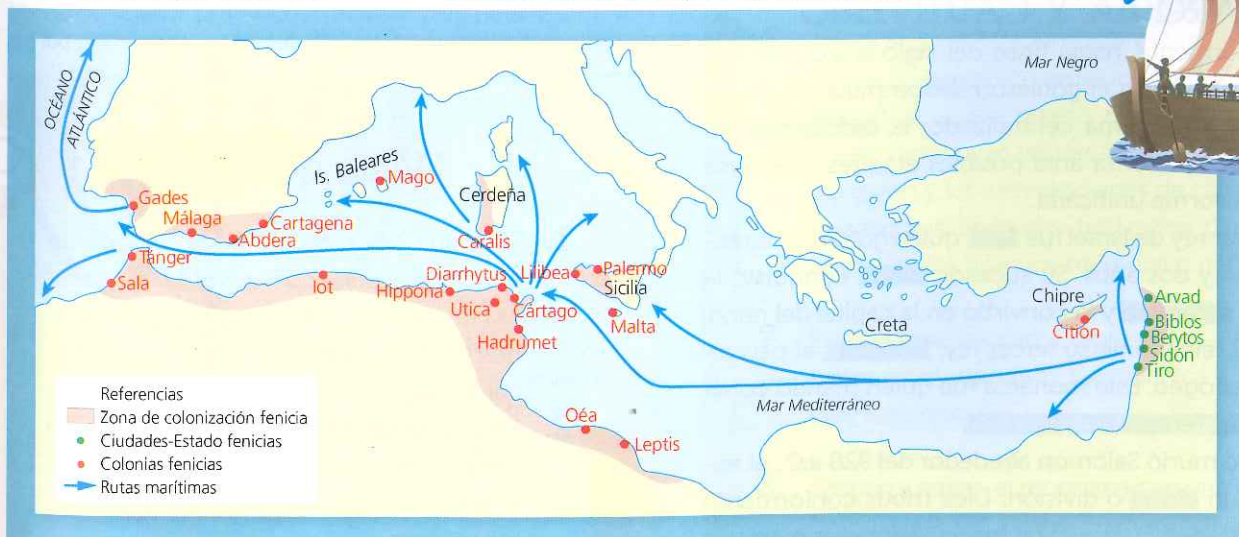 OCÉANO
ATLÁNTICO
Mar Negro
Is. Baleares
Mago
Cerdeña
Gades
Málaga
Cartagena
Abdera
Caralis
Tánger
Sala
Iot
Hippona
Diarrhytus
Utica
Cártago
Hadrumet
Lilibea
Palermo
Sicilia
Malta
Creta
Chipre
Cition
Arvad
Biblos
Berytos
Sidón
Tiro
Mar Mediterráneo
Oéa
Leptis
Referencias
Zona de colonización fenicia
Ciudades-Estado fenicias
Colonias fenicias
Rutas marítimas